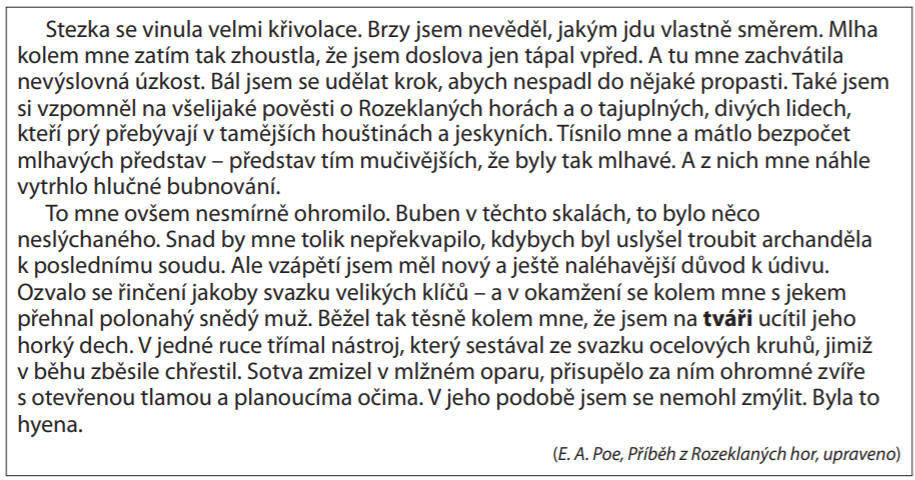 Stezka se vinula velmi křivolace. Brzy jsem nevěděl, jakým jdu vlastně směrem. Mlha
kolem mne zatím tak zhoustla, že jsem doslova jen tápal vpřed. A tu mne zachvátila
nevýslovná úzkost. Bál jsem se udělat krok, abych nespadl do nějaké propasti. Také jsem
si vzpomněl na všelijaké pověsti o Rozeklaných horách a o tajuplných, divých lidech,
kteří prý přebývají v tamějších houštinách a jeskyních. Tísnilo mne a mátlo bezpočet
mlhavých představ – představ tím mučivějších, že byly tak mlhavé. A z nich mne náhle
vytrhlo hlučné bubnování.
To mne ovšem nesmírně ohromilo. Buben v těchto skalách, to bylo něco
neslýchaného. Snad by mne tolik nepřekvapilo, kdybych byl uslyšel troubit archanděla
k poslednímu soudu. Ale vzápětí jsem měl nový a ještě naléhavější důvod k údivu.
Ozvalo se řinčení jakoby svazku velikých klíčů – a v okamžení se kolem mne s jekem
přehnal polonahý snědý muž. Běžel tak těsně kolem mne, že jsem na tváři ucítil jeho
horký dech. V jedné ruce třímal nástroj, který sestával ze svazku ocelových kruhů, jimiž
v běhu zběsile chřestil. Sotva zmizel v mlžném oparu, přisupělo za ním ohromné zvíře
s otevřenou tlamou a planoucíma očima. V jeho podobě jsem se nemohl zmýlit. Byla to
hyena.
(E. A. Poe, Příběh z Rozeklaných hor, upraveno)